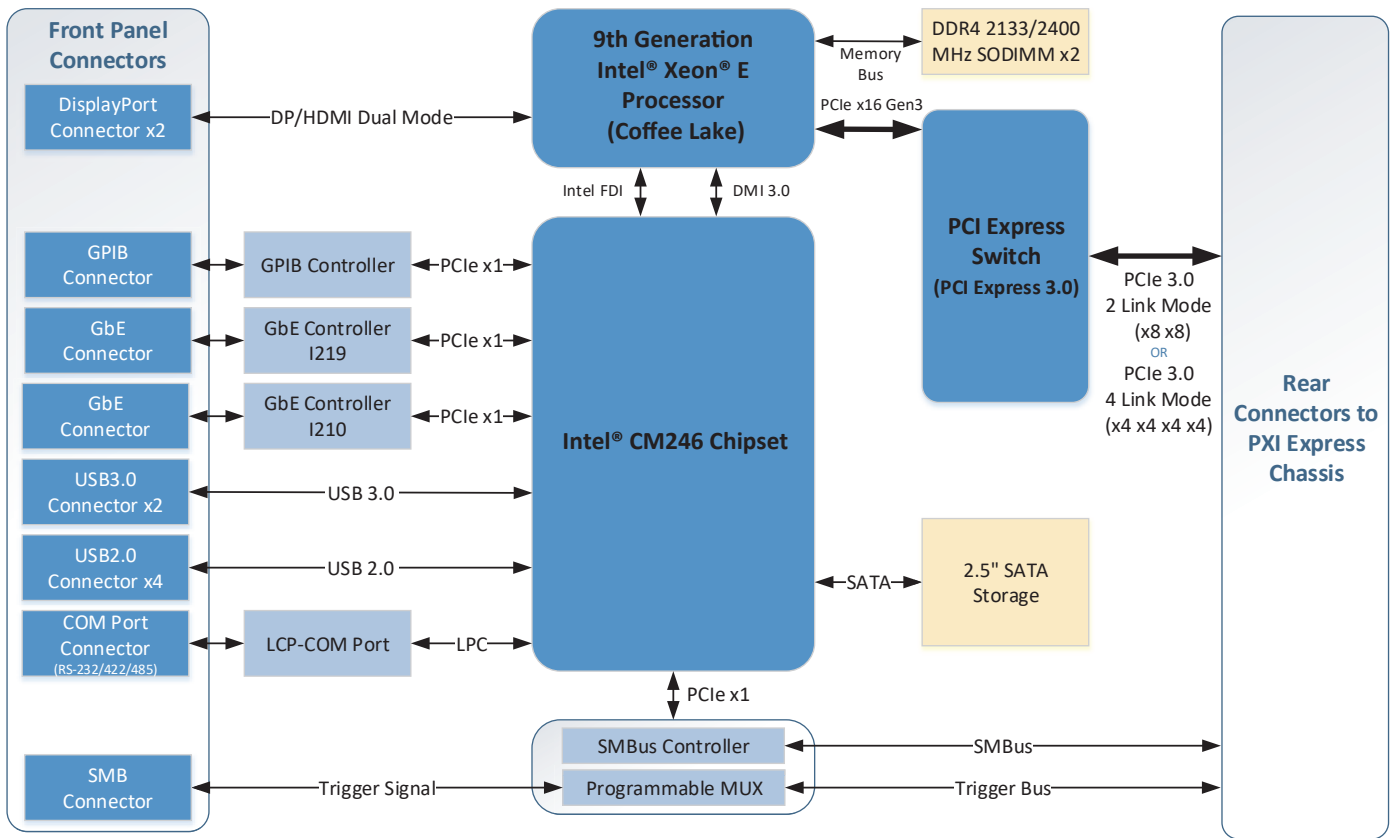 Front Panel
Connectors
DisplayPort
Connector x2
DP/HDMI Dual Mode
9th Generation
Intel® Xeon® E
Processor
(Coffee Lake)
Memory
Bus
DDR4 2133/2400
MHz SODIMM x2
PCIe x16 Gen3
Intel FDI
DMI 3.0
PCI Express
Switch
(PCI Express 3.0)
PCIe 3.0
2 Link Mode
(x8 x8)
OR
PCIe 3.0
4 Link Mode
(x4 x4 x4 x4)
Rear
Connectors to
PXI Express
Chassis
GPIB
Connector
GPIB Controller
PCIe x1
GbE
Connector
GbE Controller
I219
PCIe x1
GbE
Connector
GbE Controller
I210
PCIe x1
Intel® CM246 Chipset
USB3.0
Connector x2
USB 3.0
USB2.0
Connector x4
USB 2.0
SATA
2.5" SATA
Storage
COM Port
Connector
(RS-232/422/485)
LCP-COM Port
LPC
PCIe x1
SMBus Controller
SMBus
SMB
Connector
Trigger Signal
Programmable MUX
Trigger Bus